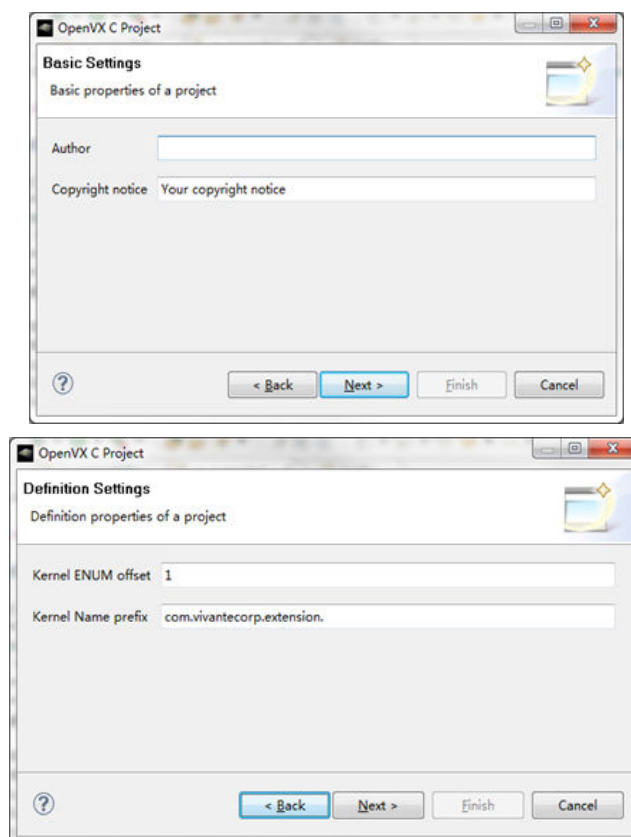 OpenVX C Project
Basic Settings
Basic properties of a project
Author
Copyright notice Your copyright notice
? < Back Next > Finish Cancel
OpenVX C Project
Definition Settings
Definition properties of a project
Kernel ENUM offset 1
Kernel Name prefix com.vivantecorp.extension.
? < Back Next > Finish Cancel